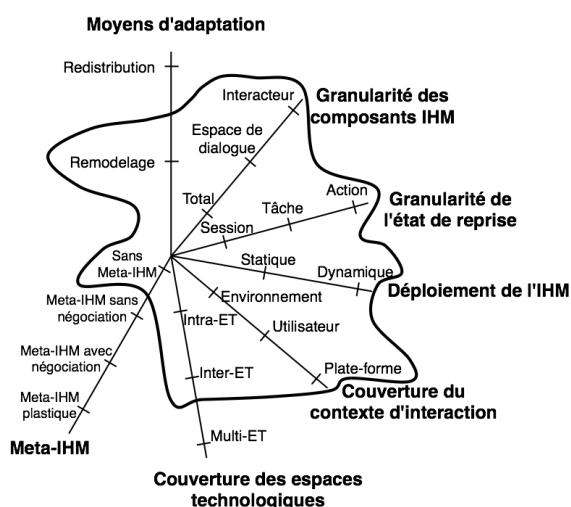 Moyens d'adaptation
Redistribution
Remodelage
Interacteur
Espace de
dialogue
Total
Granularité des
composants IHM
Action
Tâche
Session
Granularité de
l'état de reprise
Statique
Dynamique
Déploiement de l'IHM
Environnement
Utilisateur
Plate-forme
Couverture du
contexte d'interaction
Intra-ET
Inter-ET
Multi-ET
Couverture des espaces
technologiques
Sans
Meta-IHM
Meta-IHM sans
négociation
Meta-IHM avec
négociation
Meta-IHM
plastique
Meta-IHM